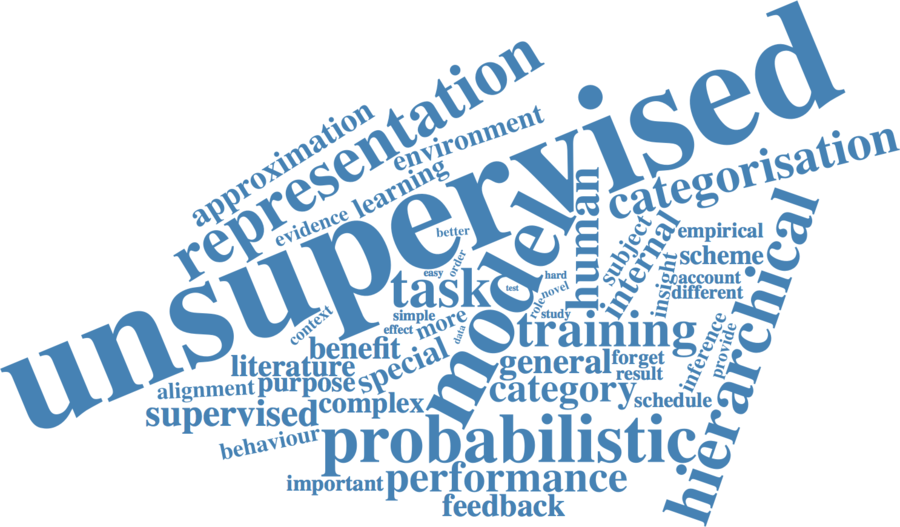 unsupervised
approximation
representation
environment
evidence
learning
better
order
easy
task
model
human
categorisation
subject
internal
insight
empirical
scheme
account
different
hierarchical
hard
test
novel
role
study
context
simple
effect
more
data
training
benefit
literature
special
general
forget
result
inference
provide
alignment
purpose
category
schedule
supervised
complex
behaviour
probabilistic
important
performance
feedback